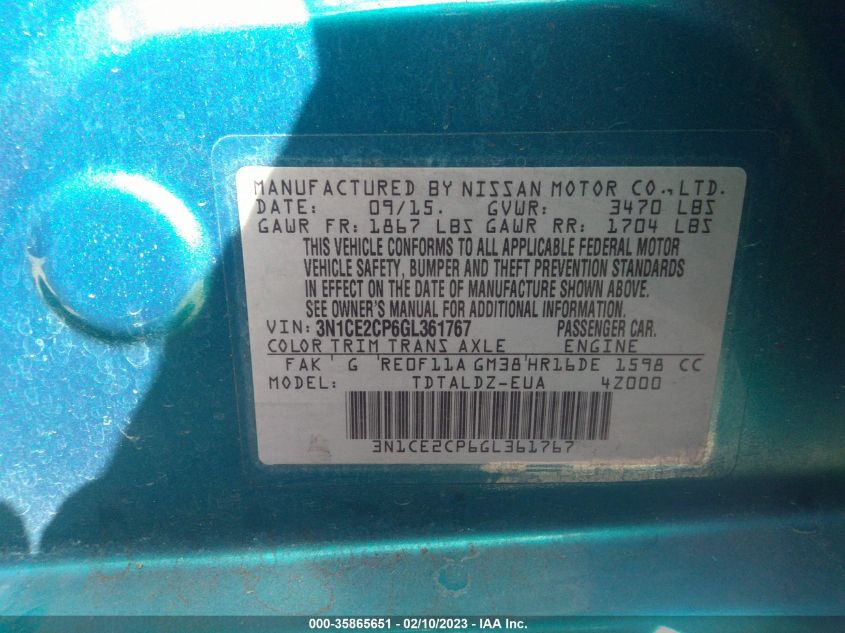 MANUFACTURED BY NISSAN MOTOR CO., LTD.
DATE: 09/15. GVWR: 3470 LBS
GAWR FR: 1867 LBS GAWR RR: 1704 LBS
THIS VEHICLE CONFORMS TO ALL APPLICABLE FEDERAL MOTOR
VEHICLE SAFETY, BUMPER AND THEFT PREVENTION STANDARDS
IN EFFECT ON THE DATE OF MANUFACTURE SHOWN ABOVE.
SEE OWNER'S MANUAL FOR ADDITIONAL INFORMATION.
VIN: 3N1CE2CP6GL361767 PASSENGER CAR.
COLOR TRIM TRANS AXLE ENGINE
FAK ' G 'RE0F11A GM38'HR16DE 1598 CC
MODEL: TDTALDZ-EUA 4Z000
3N1CE2CP6GL361767
000-35865651 — 02/10/2023 — IAA Inc.